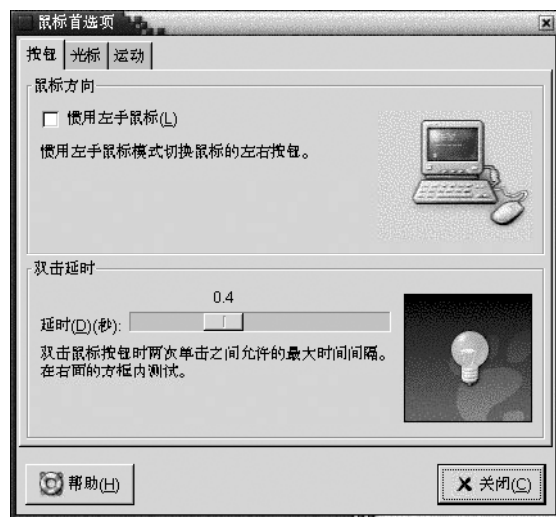 鼠标首选项
按钮 光标 运动
鼠标方向
惯用左手鼠标(L)
惯用左手鼠标模式切换鼠标的左右按钮。
双击延时
0.4
延时(D)(秒):
双击鼠标按钮时两次单击之间允许的最大时间间隔。
在右面的方框内测试。
帮助(H) 关闭(C)